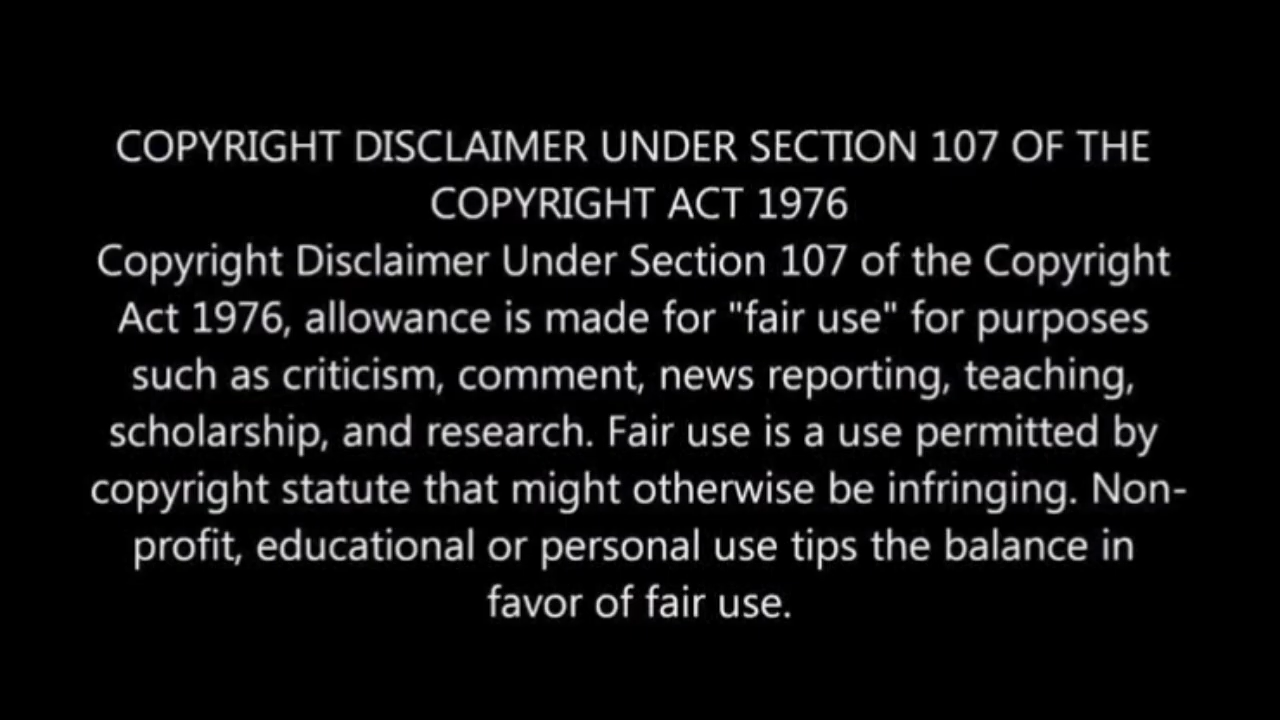 COPYRIGHT DISCLAIMER UNDER SECTION 107 OF THE
COPYRIGHT ACT 1976
Copyright Disclaimer Under Section 107 of the Copyright
Act 1976, allowance is made for "fair use" for purposes
such as criticism, comment, news reporting, teaching,
scholarship, and research. Fair use is a use permitted by
copyright statute that might otherwise be infringing. Non-
profit, educational or personal use tips the balance in
favor of fair use.